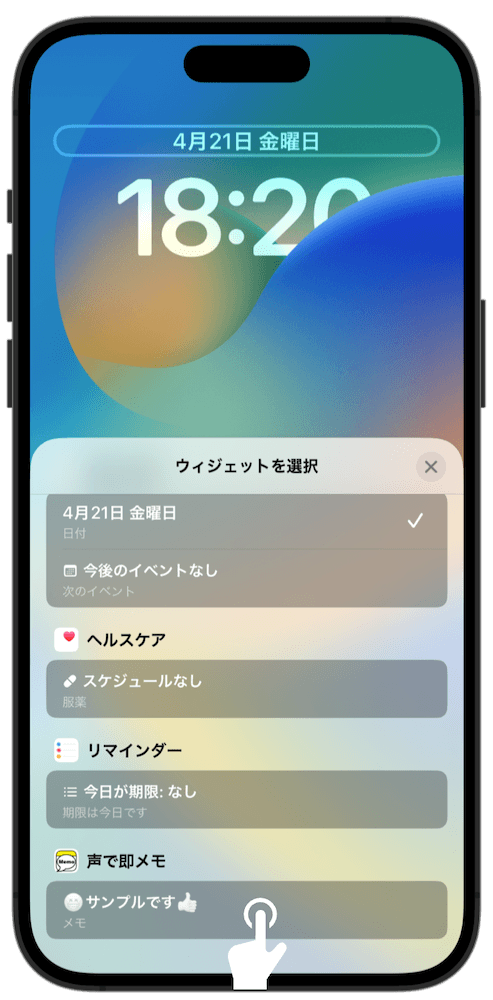 4月21日 金曜日
18:20
ウィジェットを選択
4月21日 金曜日
日付
今後のイベントなし
次のイベント
ヘルスケア
スケジュールなし
服薬
リマインダー
今日が期限: なし
期限は今日です
Memo
声で即メモ
サンプルです👍
メモ